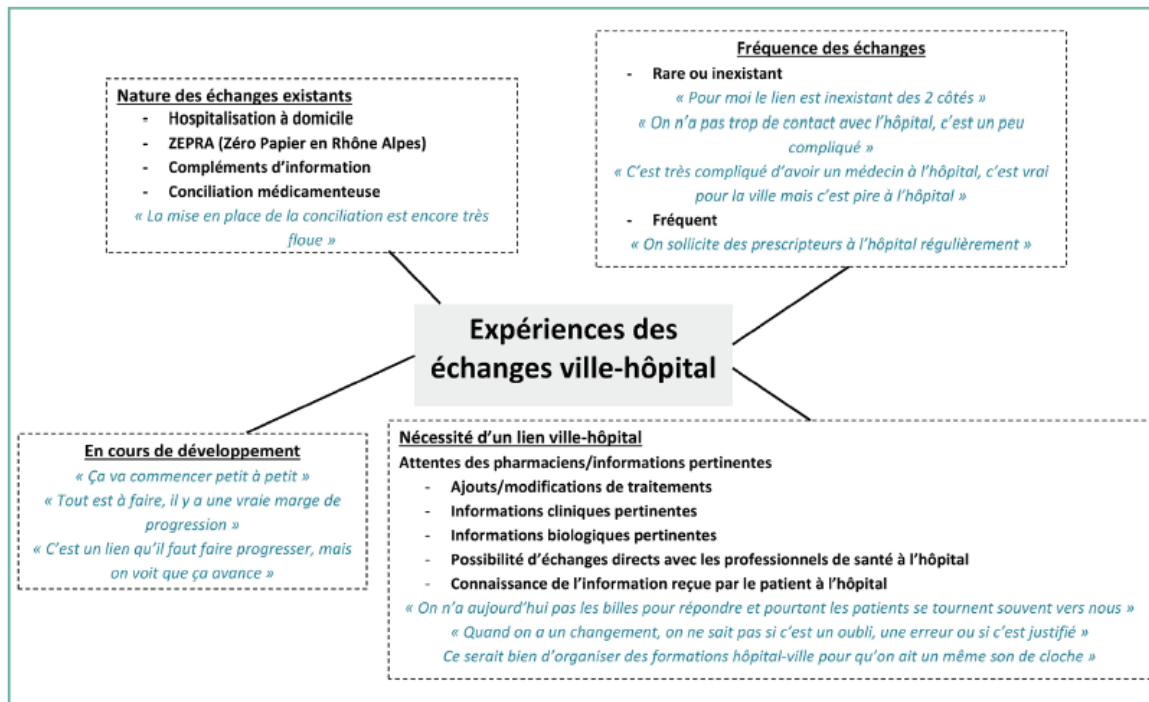 Nature des échanges existants
- Hospitalisation à domicile
- ZEPRA (Zéro Papier en Rhône Alpes)
- Compléments d'information
- Conciliation médicamenteuse
« La mise en place de la conciliation est encore très
floue »
Fréquence des échanges
- Rare ou inexistant
« Pour moi le lien est inexistant des 2 côtés »
« On n'a pas trop de contact avec l'hôpital, c'est un peu
compliqué »
« C'est très compliqué d'avoir un médecin à l'hôpital, c'est vrai
pour la ville mais c'est pire à l'hôpital »
- Fréquent
« On sollicite des prescripteurs à l'hôpital régulièrement »
Expériences des
échanges ville-hôpital
En cours de développement
« Ça va commencer petit à petit »
« Tout est à faire, il y a une vraie marge de
progression »
« C'est un lien qu'il faut faire progresser, mais
on voit que ça avance »
Nécessité d'un lien ville-hôpital
Attentes des pharmaciens/informations pertinentes
- Ajouts/modifications de traitements
- Informations cliniques pertinentes
- Informations biologiques pertinentes
- Possibilité d'échanges directs avec les professionnels de santé à l'hôpital
- Connaissance de l'information reçue par le patient à l'hôpital
« On n'a aujourd'hui pas les billes pour répondre et pourtant les patients se tournent souvent vers nous »
« Quand on a un changement, on ne sait pas si c'est un oubli, une erreur ou si c'est justifié »
Ce serait bien d'organiser des formations hôpital-ville pour qu'on ait un même son de cloche »